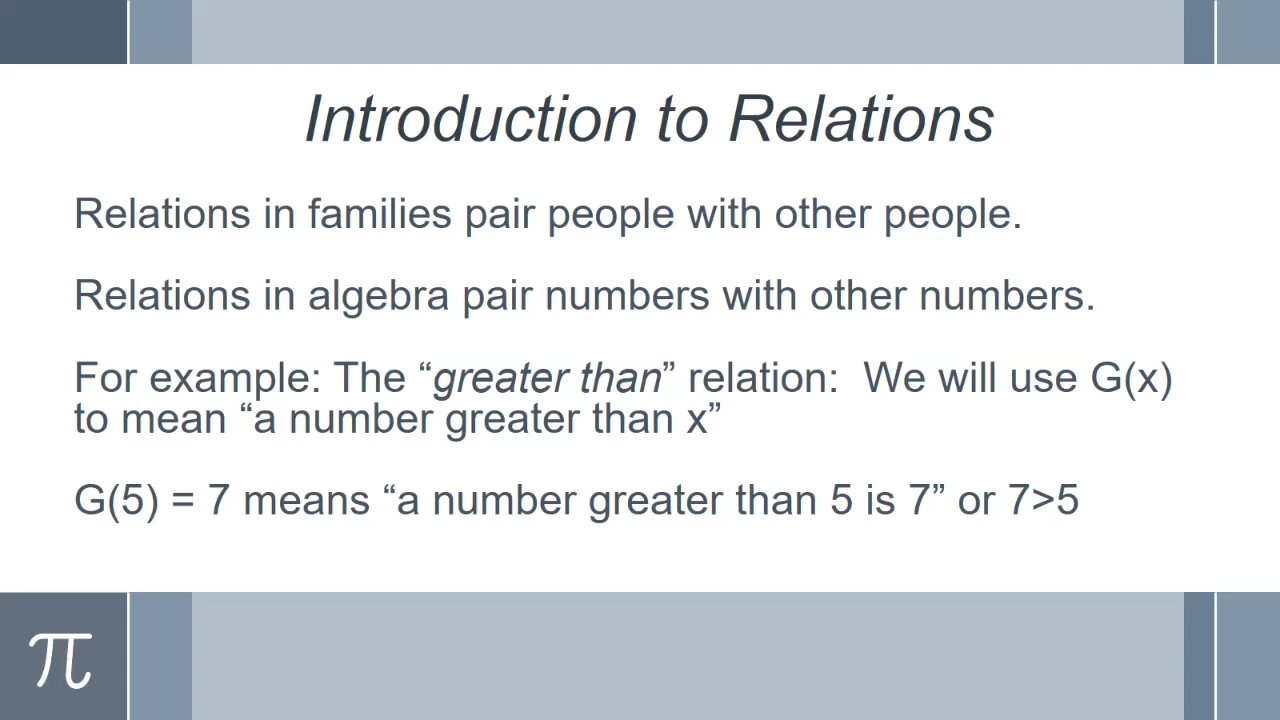 Introduction to Relations
Relations in families pair people with other people.
Relations in algebra pair numbers with other numbers.
For example: The “greater than” relation:  We will use G(x)
to mean “a number greater than x”
G(5) = 7 means “a number greater than 5 is 7” or 7>5
π